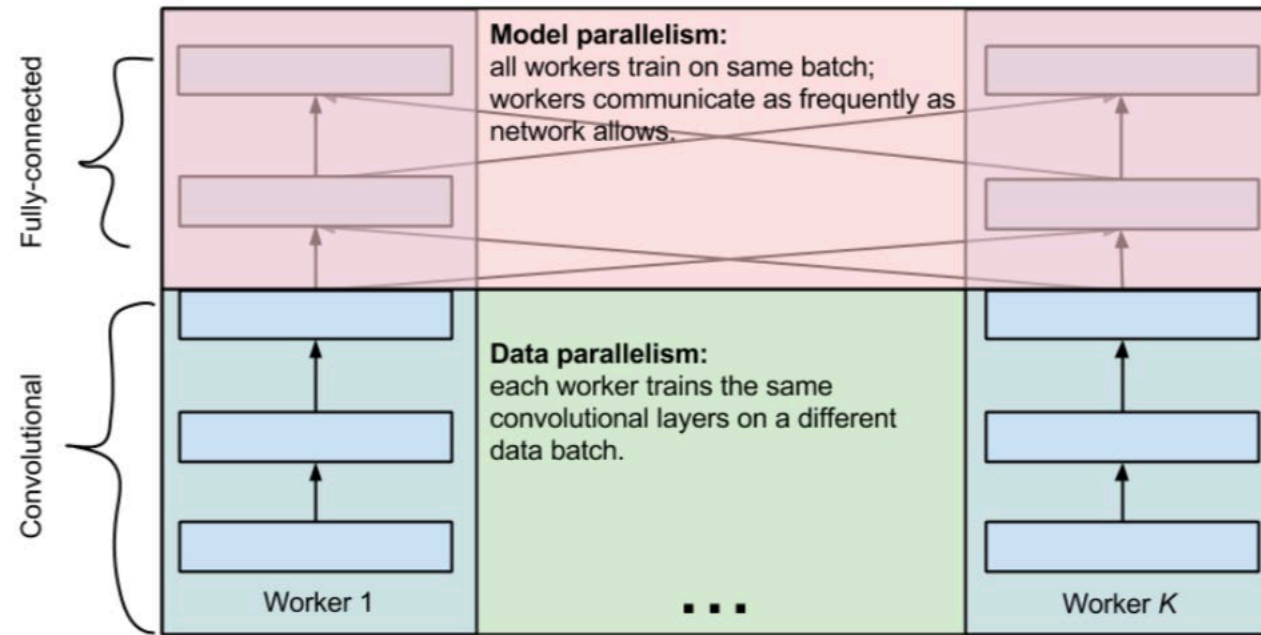 Fully-connected
Model parallelism:
all workers train on same batch;
workers communicate as frequently as
network allows.
Convolutional
Data parallelism:
each worker trains the same
convolutional layers on a different
data batch.
Worker 1
...
Worker K